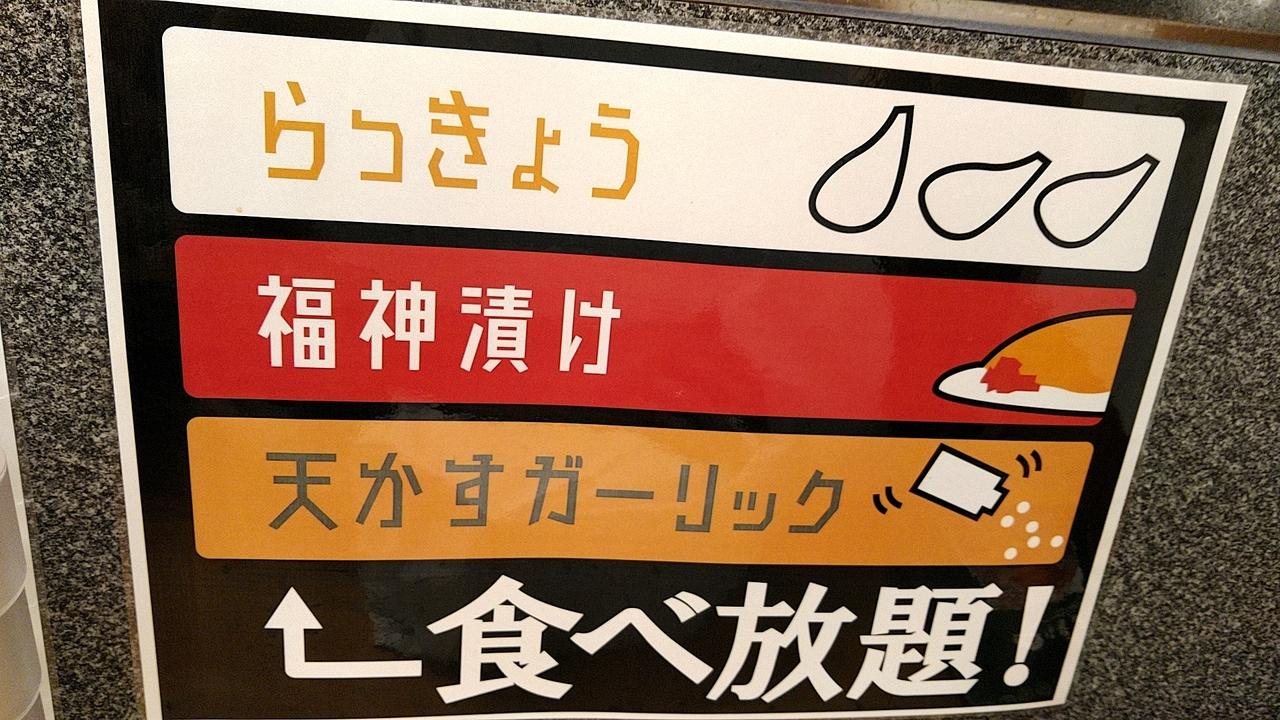 らっきょう
福神漬け
天かすガーリック
食べ放題!